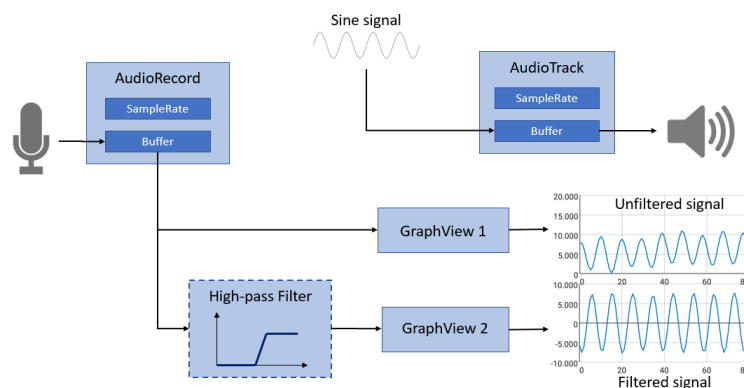 Sine signal
AudioRecord
SampleRate
Buffer
AudioTrack
SampleRate
Buffer
GraphView 1
Unfiltered signal
20.000
15.000
10.000
5.000
0
0 20 40 60 80
High-pass Filter
GraphView 2
10.000
5.000
0
-5.000
-10.000
0 20 40 60 80
Filtered signal